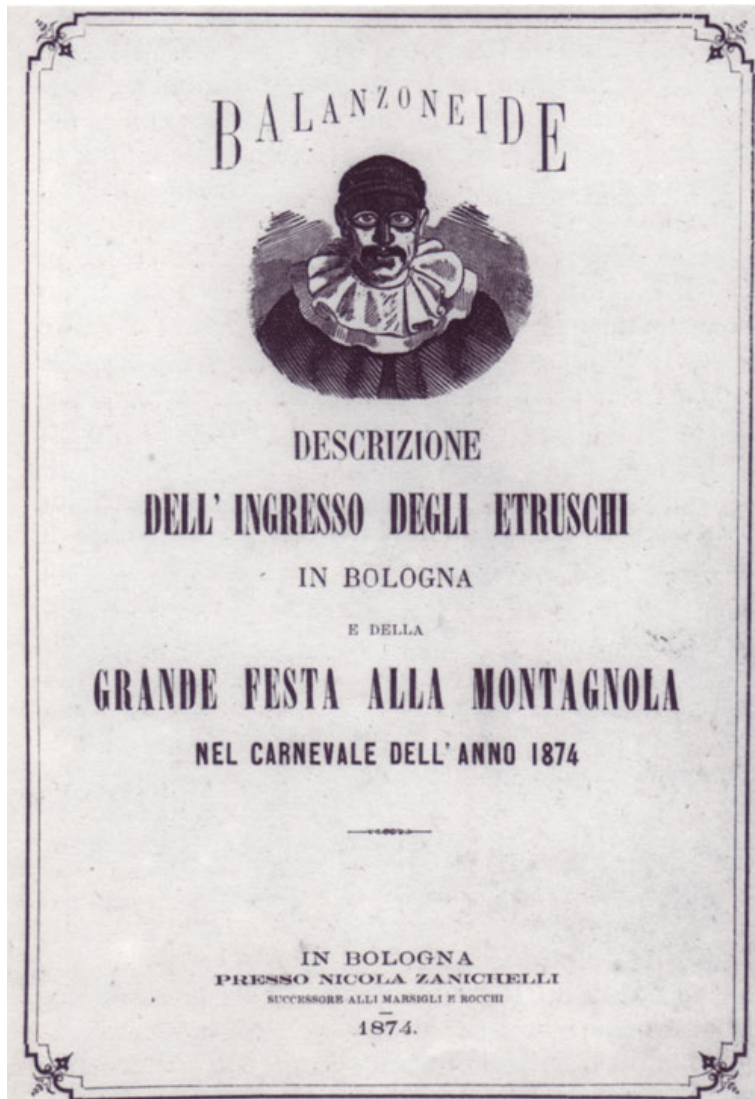 BALANZONEIDE
DESCRIZIONE
DELL' INGRESSO DEGLI ETRUSCHI
IN BOLOGNA
E DELLA
GRANDE FESTA ALLA MONTAGNOLA
NEL CARNEVALE DELL' ANNO 1874
IN BOLOGNA
PRESSO NICOLA ZANICHELLI
SUCCESSORE ALLI MARSIGLI E ROCCHI
1874.